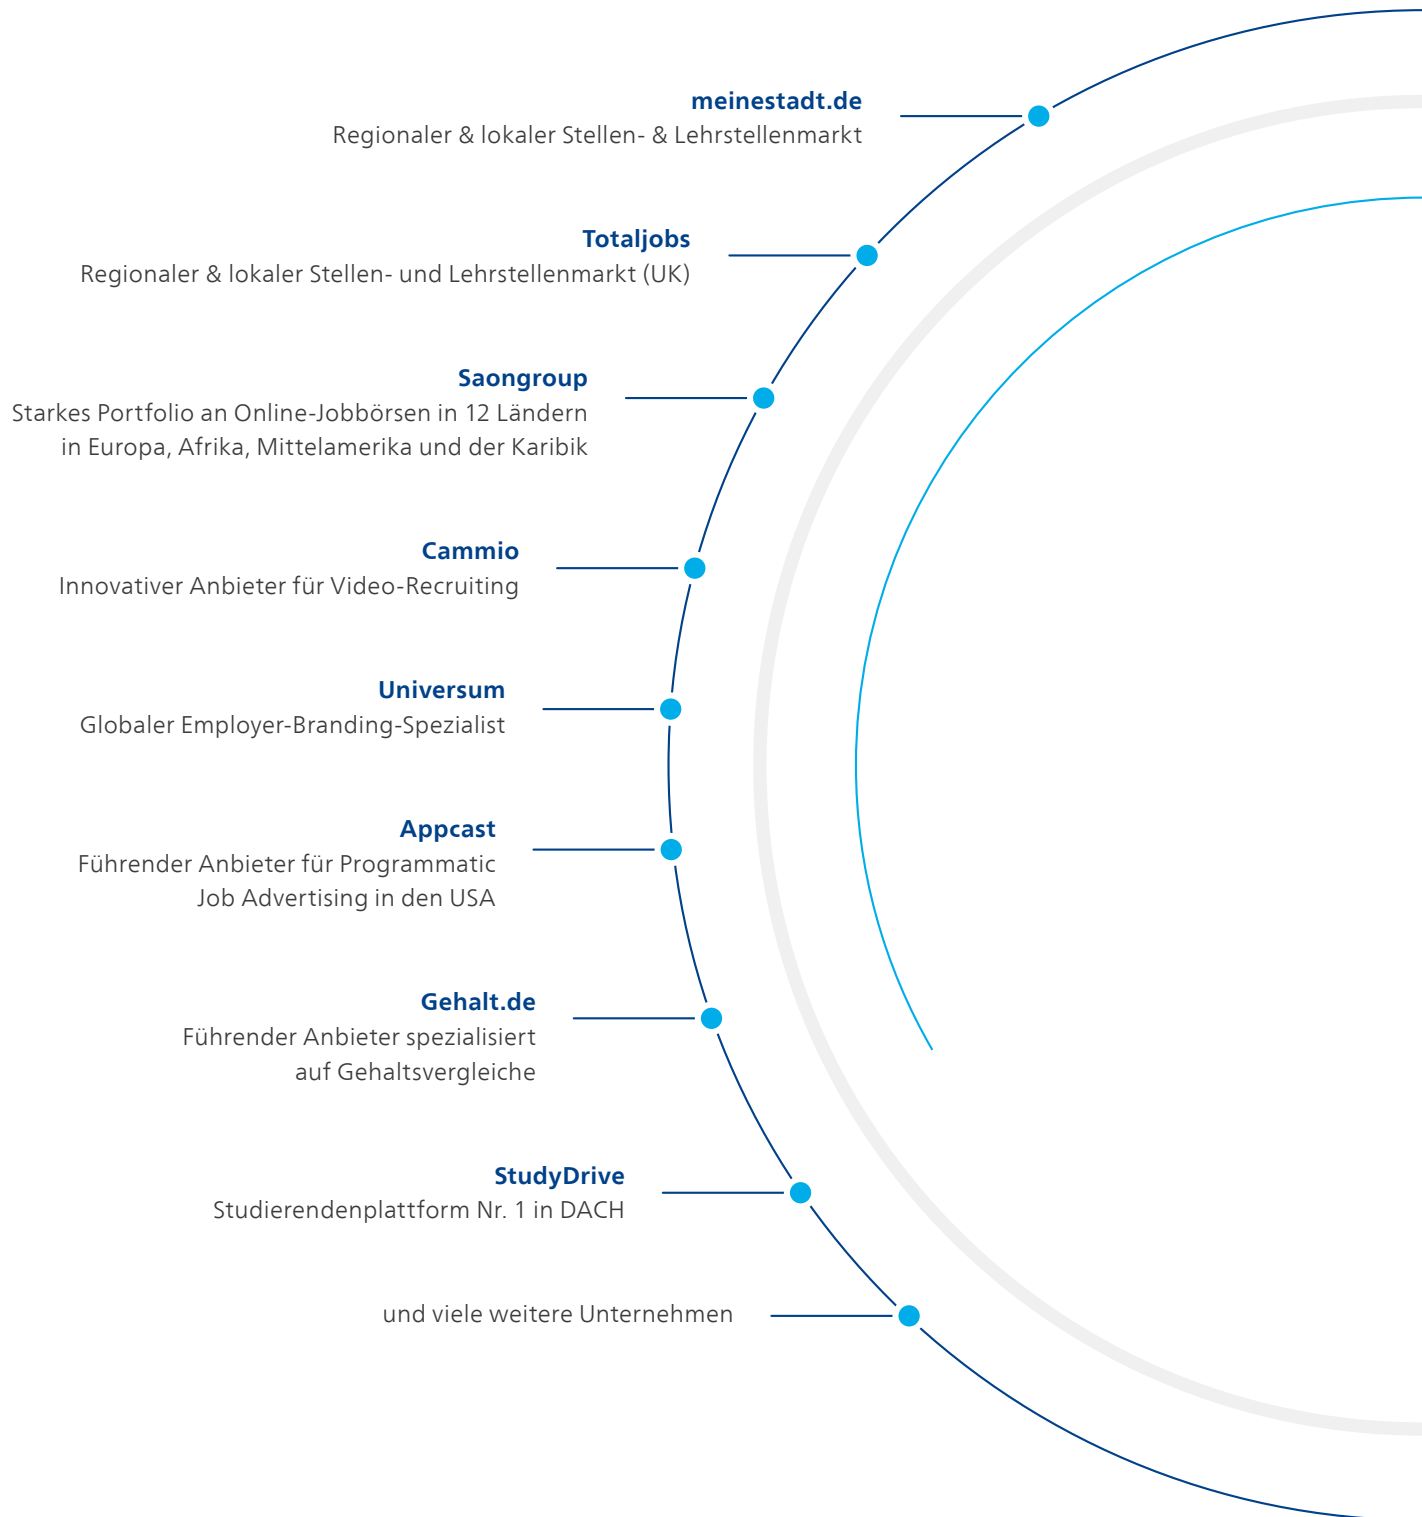 meinestadt.de
Regionaler & lokaler Stellen- & Lehrstellenmarkt
Totaljobs
Regionaler & lokaler Stellen- und Lehrstellenmarkt (UK)
Saongroup
Starkes Portfolio an Online-Jobbörsen in 12 Ländern
in Europa, Afrika, Mittelamerika und der Karibik
Cammio
Innovativer Anbieter für Video-Recruiting
Universum
Globaler Employer-Branding-Spezialist
Appcast
Führender Anbieter für Programmatic
Job Advertising in den USA
Gehalt.de
Führender Anbieter spezialisiert
auf Gehaltsvergleiche
StudyDrive
Studierendenplattform Nr. 1 in DACH
und viele weitere Unternehmen